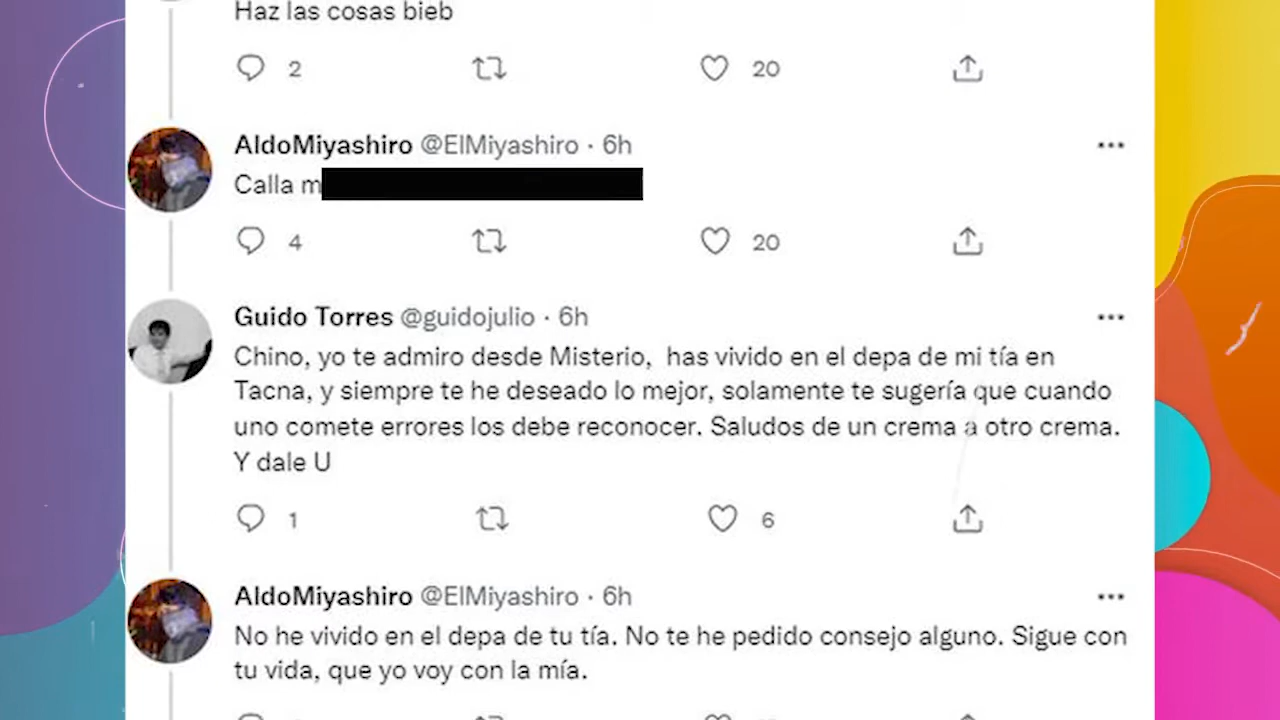 Haz las cosas bieb
2
20
AldoMiyashiro @ElMiyashiro · 6h
Calla m
4
20
Guido Torres @guidojulio · 6h
Chino, yo te admiro desde Misterio, has vivido en el depa de mi tía en
Tacna, y siempre te he deseado lo mejor, solamente te sugería que cuando
uno comete errores los debe reconocer. Saludos de un crema a otro crema.
Y dale U
1
6
AldoMiyashiro @ElMiyashiro · 6h
No he vivido en el depa de tu tía. No te he pedido consejo alguno. Sigue con
tu vida, que yo voy con la mía.